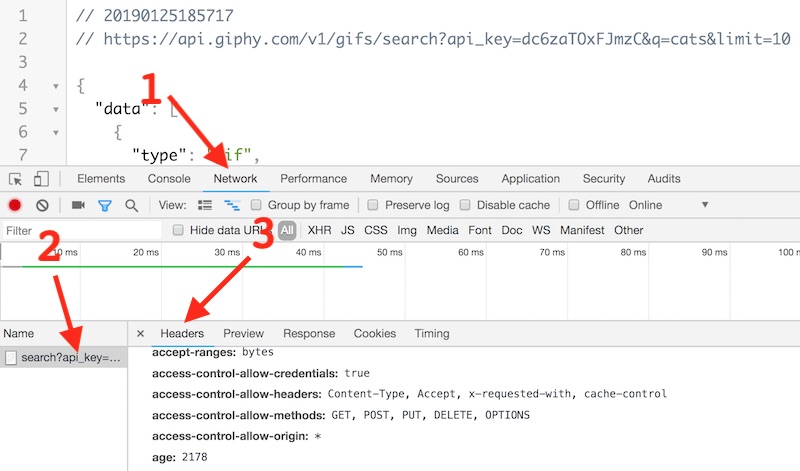 1 // 20190125185717
2 // https://api.giphy.com/v1/gifs/search?api_key=dc6zaTOxFJmzC&q=cats&limit=10
3
4 {
1
5 "data": [
6 {
7 "type": "gif",
Elements Console Network Performance Memory Sources Application Security Audits
View: Group by frame Preserve log Disable cache Offline Online
Filter Hide data URLs All XHR JS CSS Img Media Font Doc WS Manifest Other
2 3
10 ms 20 ms 30 ms 40 ms 50 ms 60 ms 70 ms 80 ms 90 ms 100
Name × Headers Preview Response Cookies Timing
search?api_key=…
accept-ranges: bytes
access-control-allow-credentials: true
access-control-allow-headers: Content-Type, Accept, x-requested-with, cache-control
access-control-allow-methods: GET, POST, PUT, DELETE, OPTIONS
access-control-allow-origin: *
age: 2178